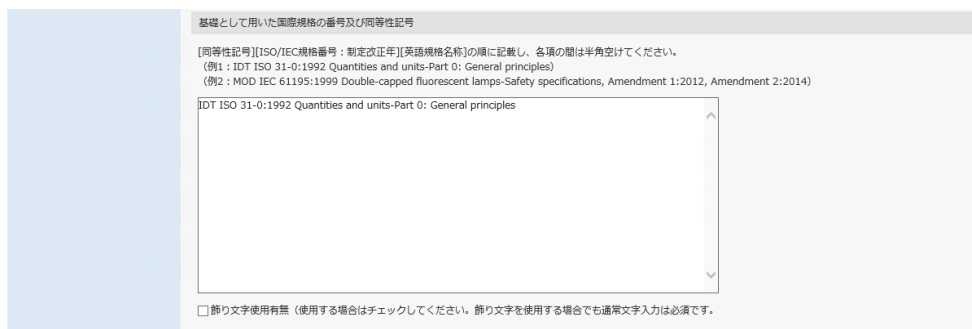 基礎として用いた国際規格の番号及び同等性記号
[同等性記号][ISO/IEC規格番号：制定改正年][英語規格名称]の順に記載し、各項の間は半角空けてください。
（例1：IDT ISO 31-0:1992 Quantities and units-Part 0: General principles）
（例2：MOD IEC 61195:1999 Double-capped fluorescent lamps-Safety specifications, Amendment 1:2012, Amendment 2:2014）
IDT ISO 31-0:1992 Quantities and units-Part 0: General principles
飾り文字使用有無（使用する場合はチェックしてください。飾り文字を使用する場合でも通常文字入力は必須です。